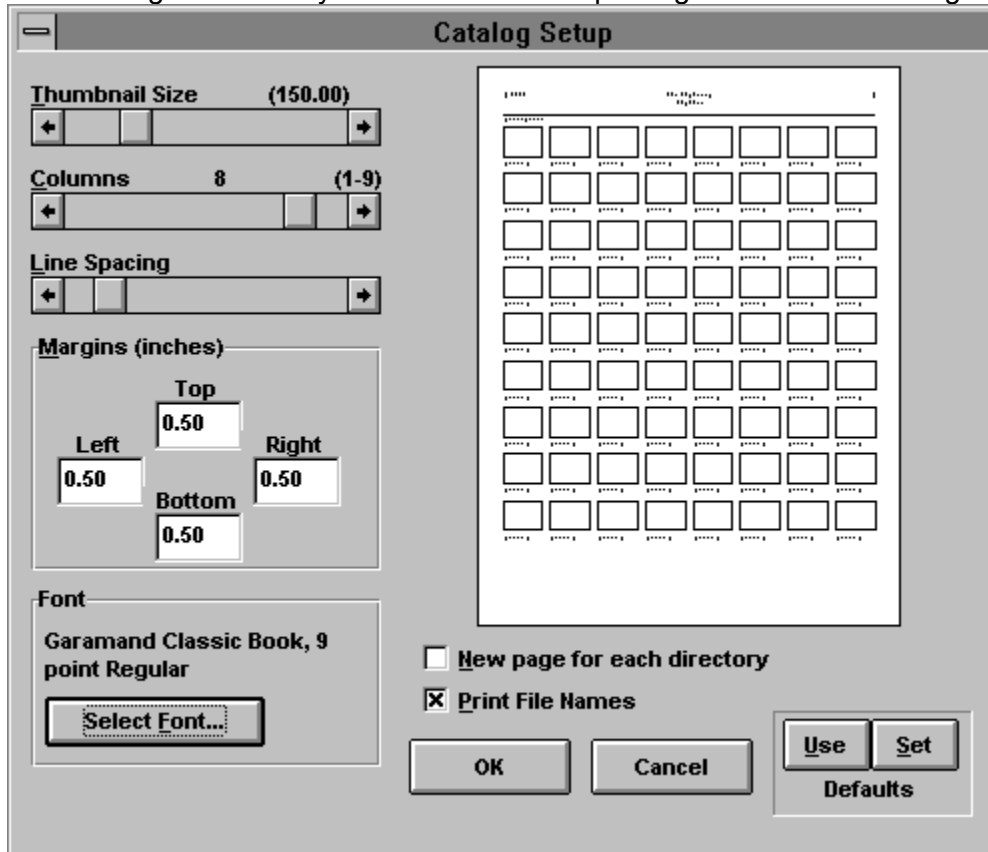 Catalog Setup
Thumbnail Size (150.00)
Columns 8 (1-9)
Line Spacing
Margins (inches)
Top
0.50
Left
0.50
Right
0.50
Bottom
0.50
Font
Garamand Classic Book, 9
point Regular
Select Font...
New page for each directory
Print File Names
OK
Cancel
Use
Set
Defaults